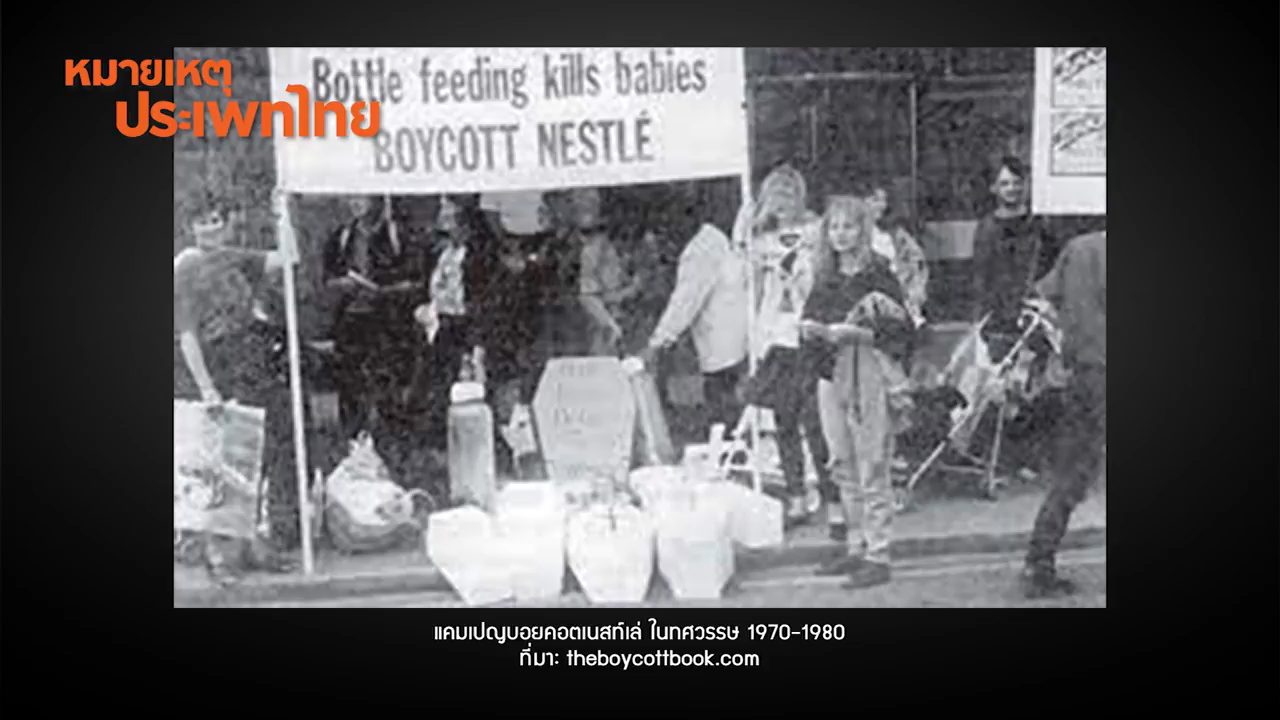 หมายเหตุ
ประเพทไทย
Bottle feeding kills babies
BOYCOTT NESTLÉ
แคมเปญบอยคอตเนสท์เล่ ในทศวรรษ 1970-1980
ที่มา: theboycottbook.com